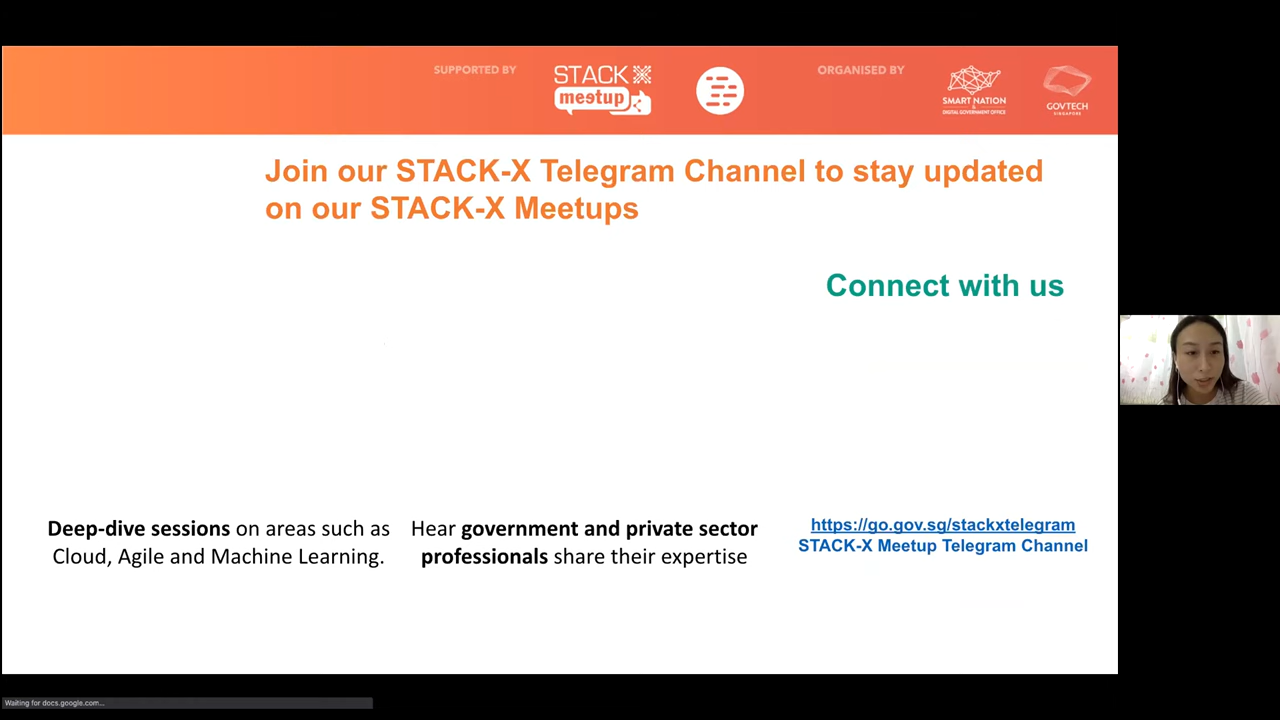 SUPPORTED BY
STACK X
meetup
ORGANISED BY
SMART NATION
&
DIGITAL GOVERNMENT OFFICE
GOVTECH
SINGAPORE
Join our STACK-X Telegram Channel to stay updated
on our STACK-X Meetups
Connect with us
Deep-dive sessions on areas such as
Cloud, Agile and Machine Learning.
Hear government and private sector
professionals share their expertise
https://go.gov.sg/stackxtelegram
STACK-X Meetup Telegram Channel
Waiting for docs.google.com...